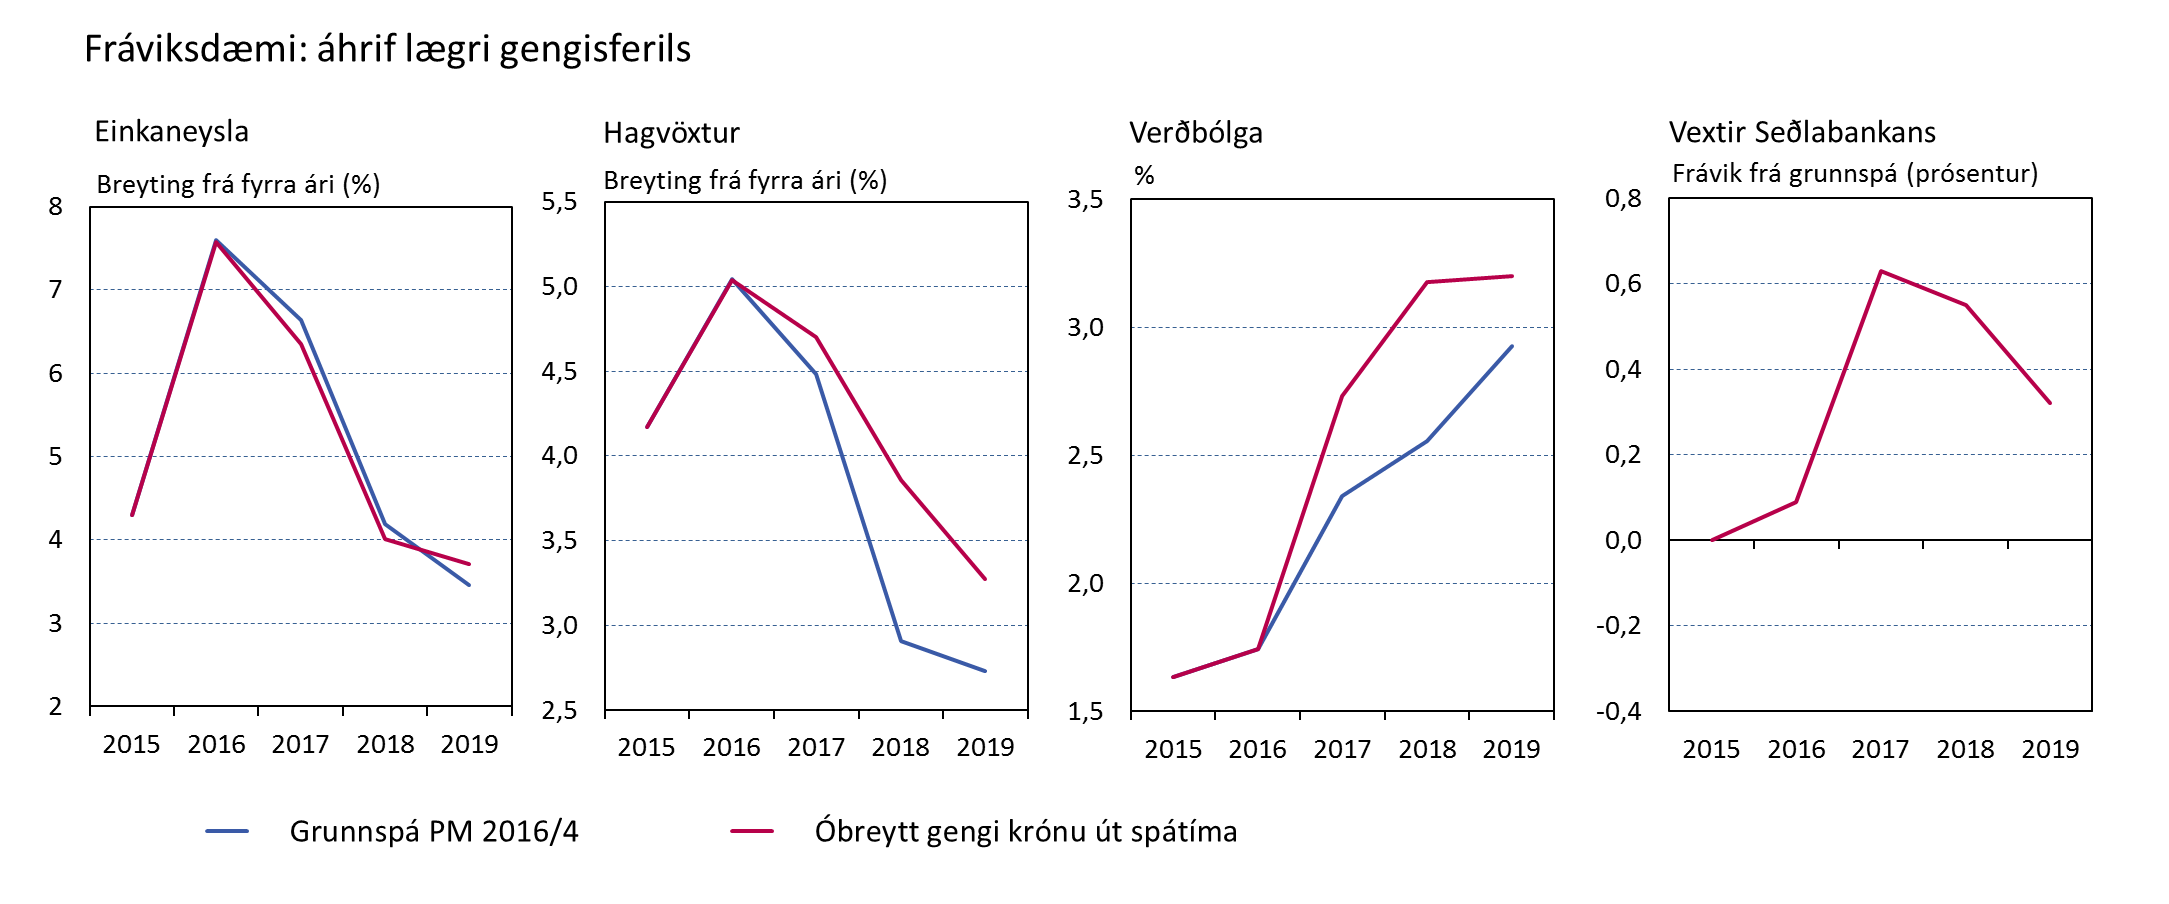 Fráviksdæmi: áhrif lægri gengisferils
Einkaneysla
Breyting frá fyrra ári (%)
8
7
6
5
4
3
2
2015 2016 2017 2018 2019
Hagvöxtur
Breyting frá fyrra ári (%)
5,5
5,0
4,5
4,0
3,5
3,0
2,5
2015 2016 2017 2018 2019
Verðbólga
%
3,5
3,0
2,5
2,0
1,5
2015 2016 2017 2018 2019
Vextir Seðlabankans
Frávik frá grunnspá (prósentur)
0,8
0,6
0,4
0,2
0,0
-0,2
-0,4
2015 2016 2017 2018 2019
Grunnspá PM 2016/4
Óbreytt gengi krónu út spátíma